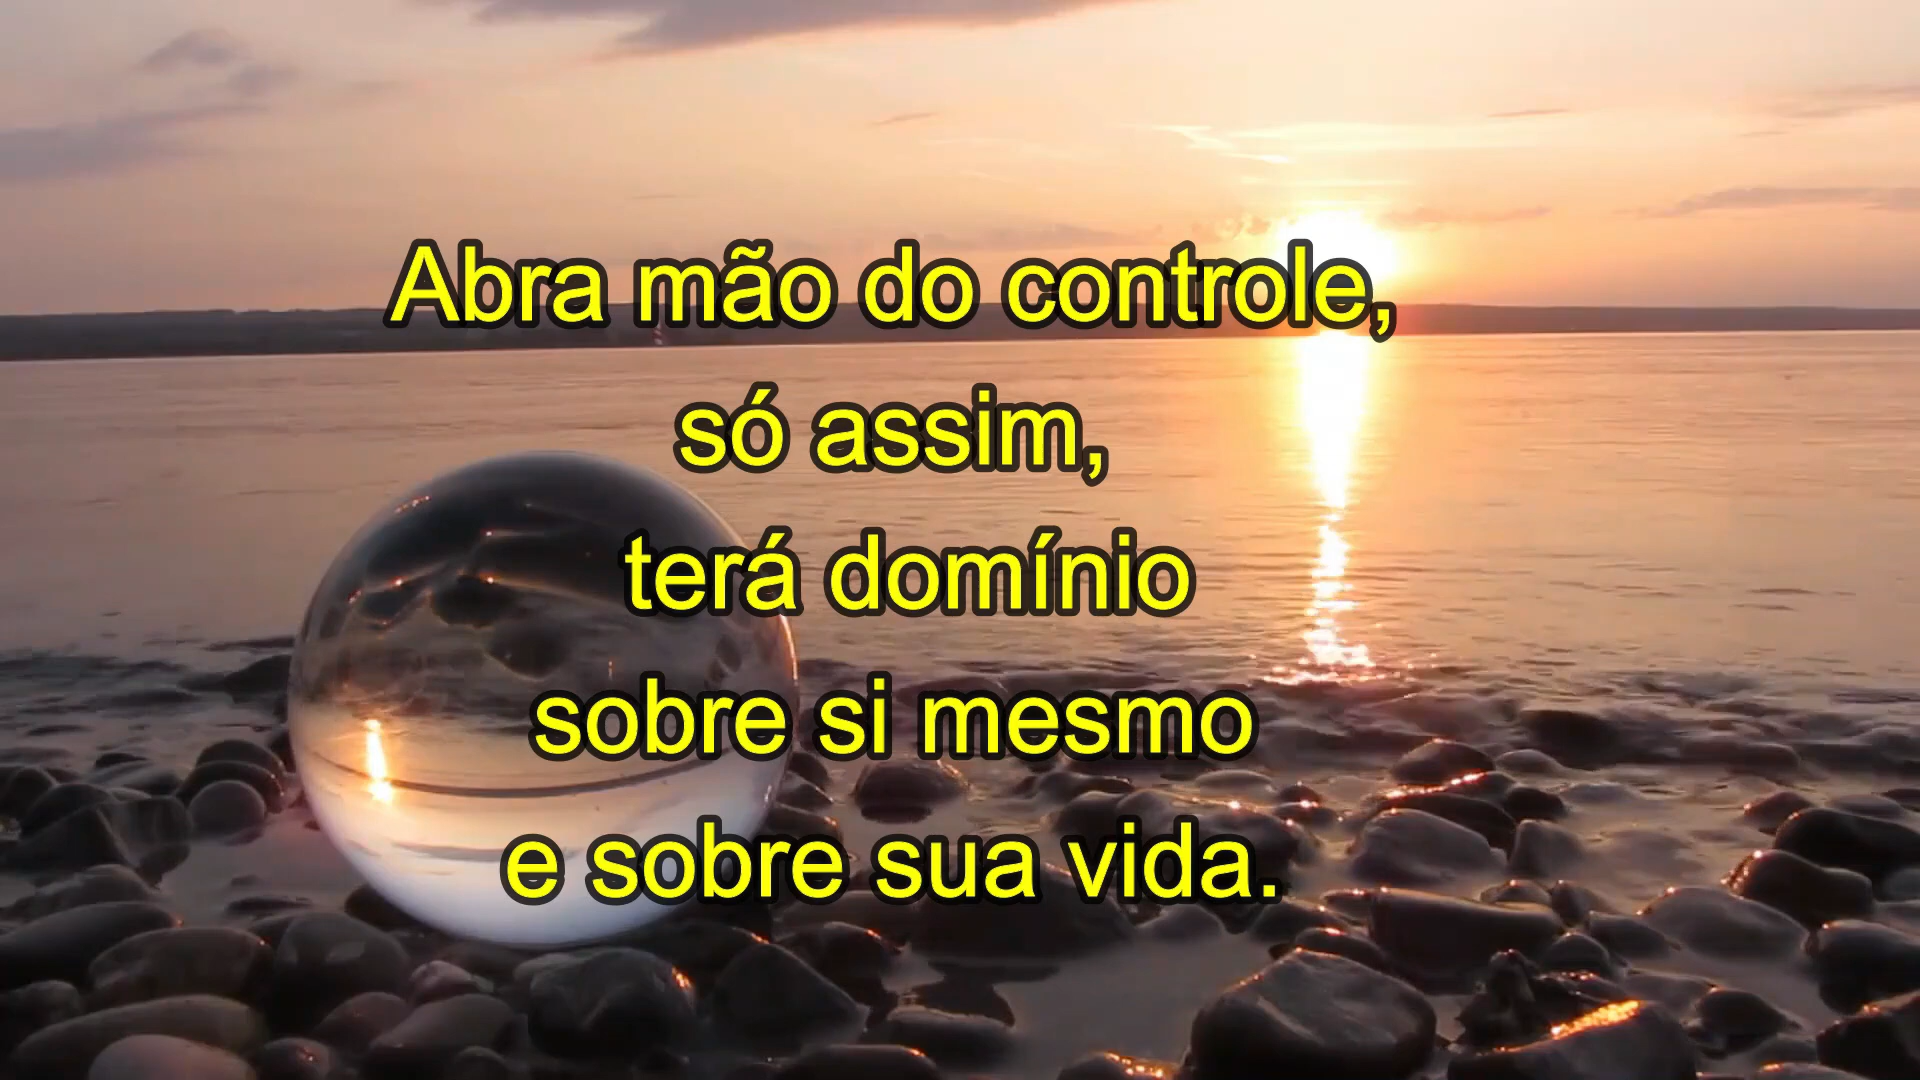 Abra mão do controle,
só assim,
terá domínio
sobre si mesmo
e sobre sua vida.